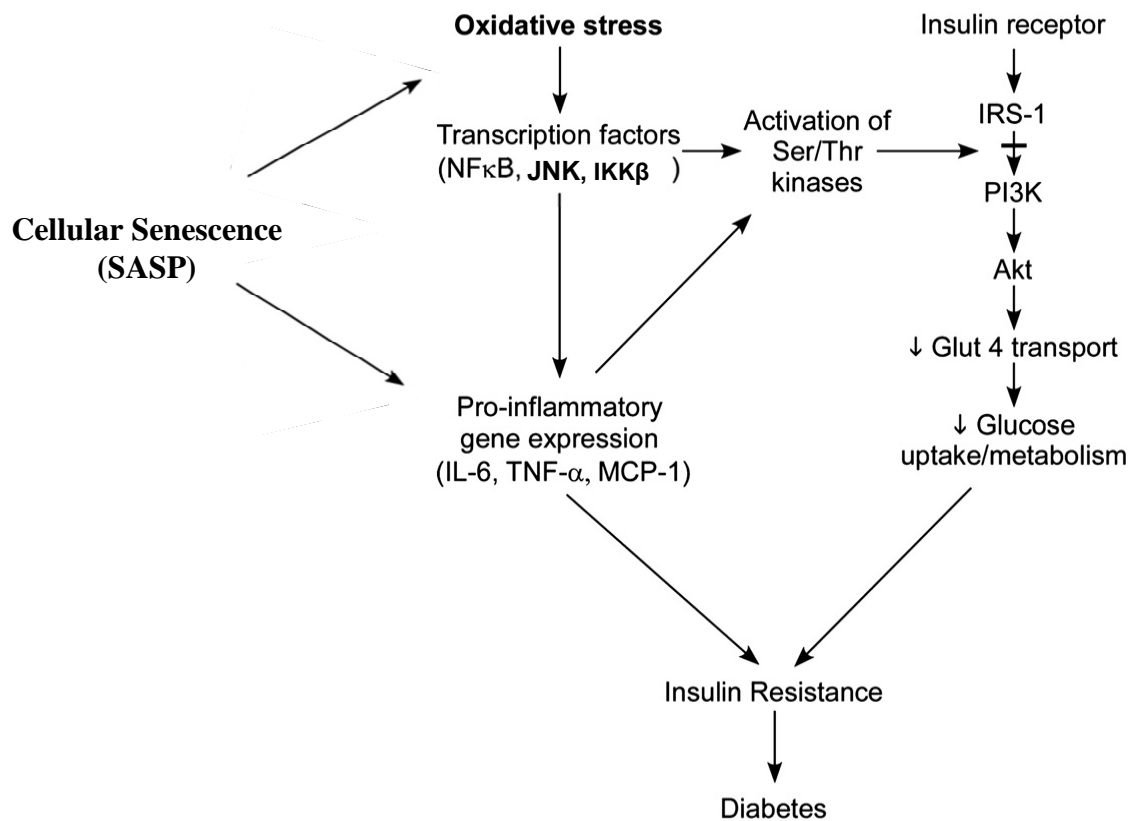 Oxidative stress
Insulin receptor
Transcription factors
(NFκB, JNK, IKKβ )
Activation of
Ser/Thr
kinases
IRS-1
PI3K
Cellular Senescence
(SASP)
Akt
↓ Glut 4 transport
Pro-inflammatory
gene expression
(IL-6, TNF-α, MCP-1)
↓ Glucose
uptake/metabolism
Insulin Resistance
Diabetes